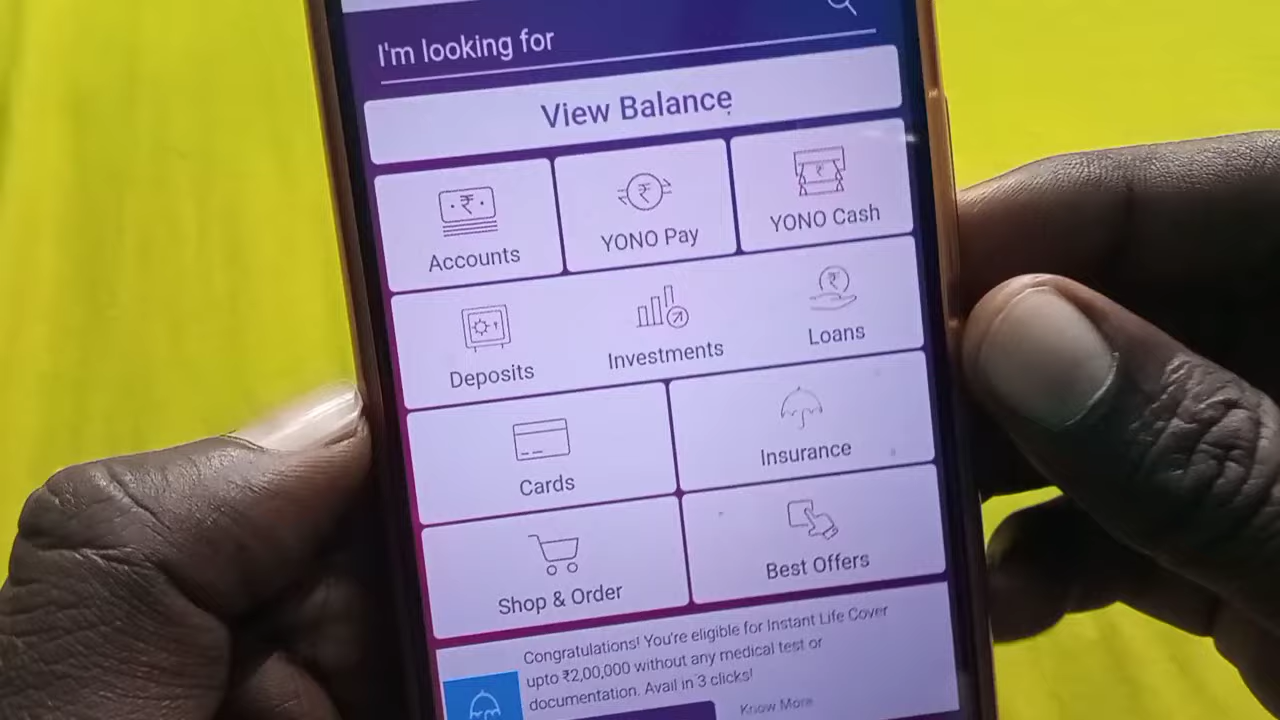 I'm looking for
View Balance
Accounts
YONO Pay
YONO Cash
Deposits
Investments
Loans
Cards
Insurance
Shop & Order
Best Offers
Congratulations! You're eligible for Instant Life Cover
upto ₹2,00,000 without any medical test or
documentation. Avail in 3 clicks!
Know More